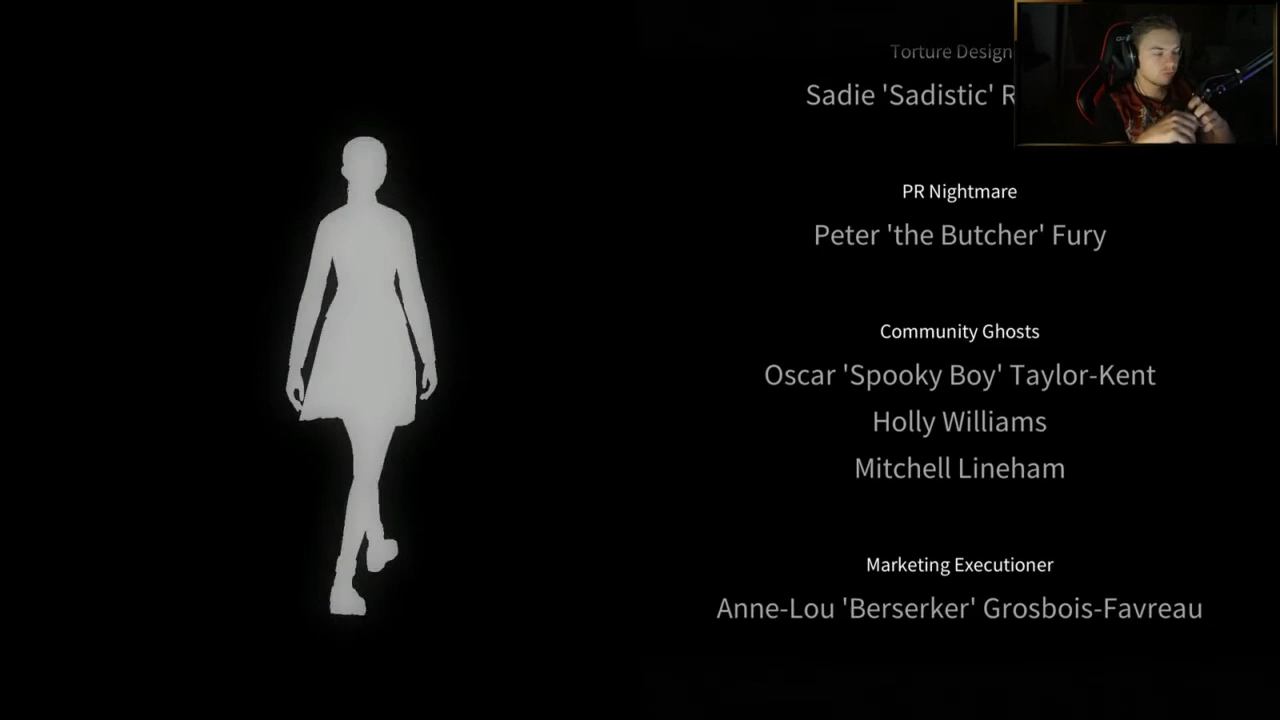 Torture Design
Sadie 'Sadistic'
PR Nightmare
Peter 'the Butcher' Fury
Community Ghosts
Oscar 'Spooky Boy' Taylor-Kent
Holly Williams
Mitchell Lineham
Marketing Executioner
Anne-Lou 'Berserker' Grosbois-Favreau